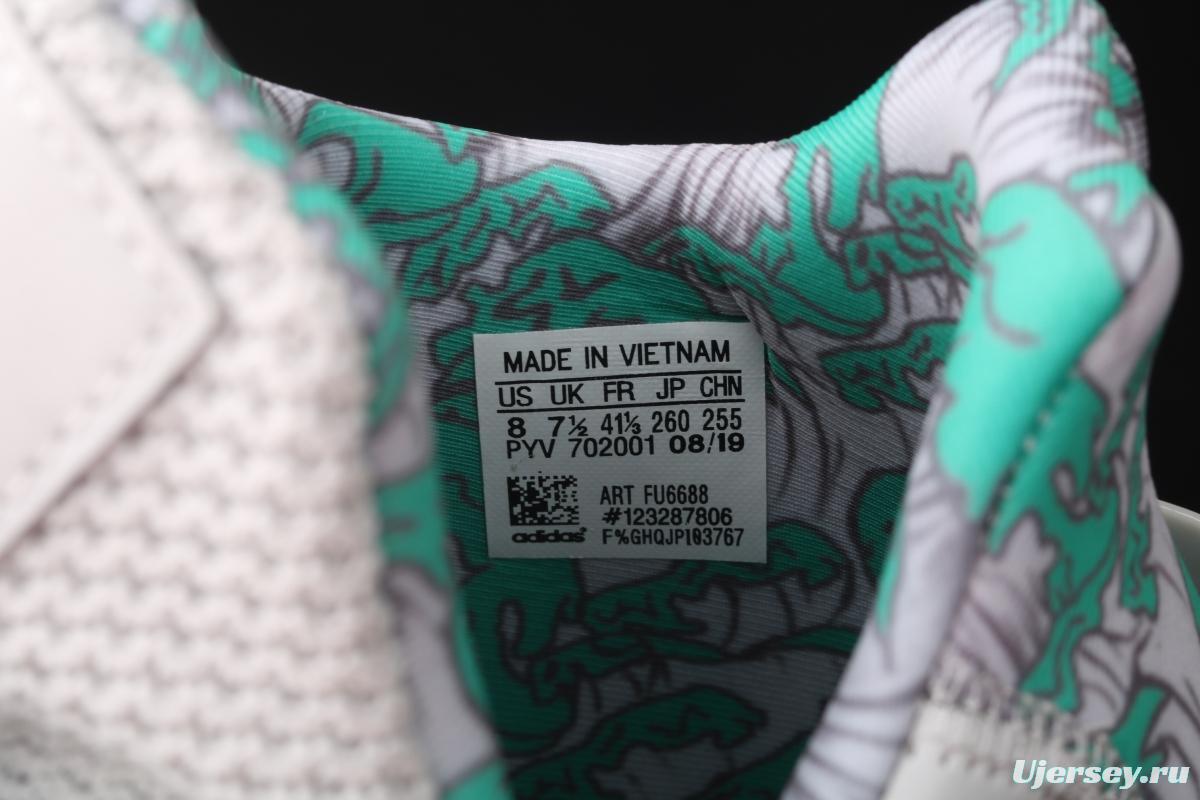 MADE IN VIETNAM
US UK FR JP CHN
8 7½ 41⅓ 260 255
PYV 702001 08/19
ART FU6688
#123287806
adidas F%GHQJPI03767
Ujersey.ru